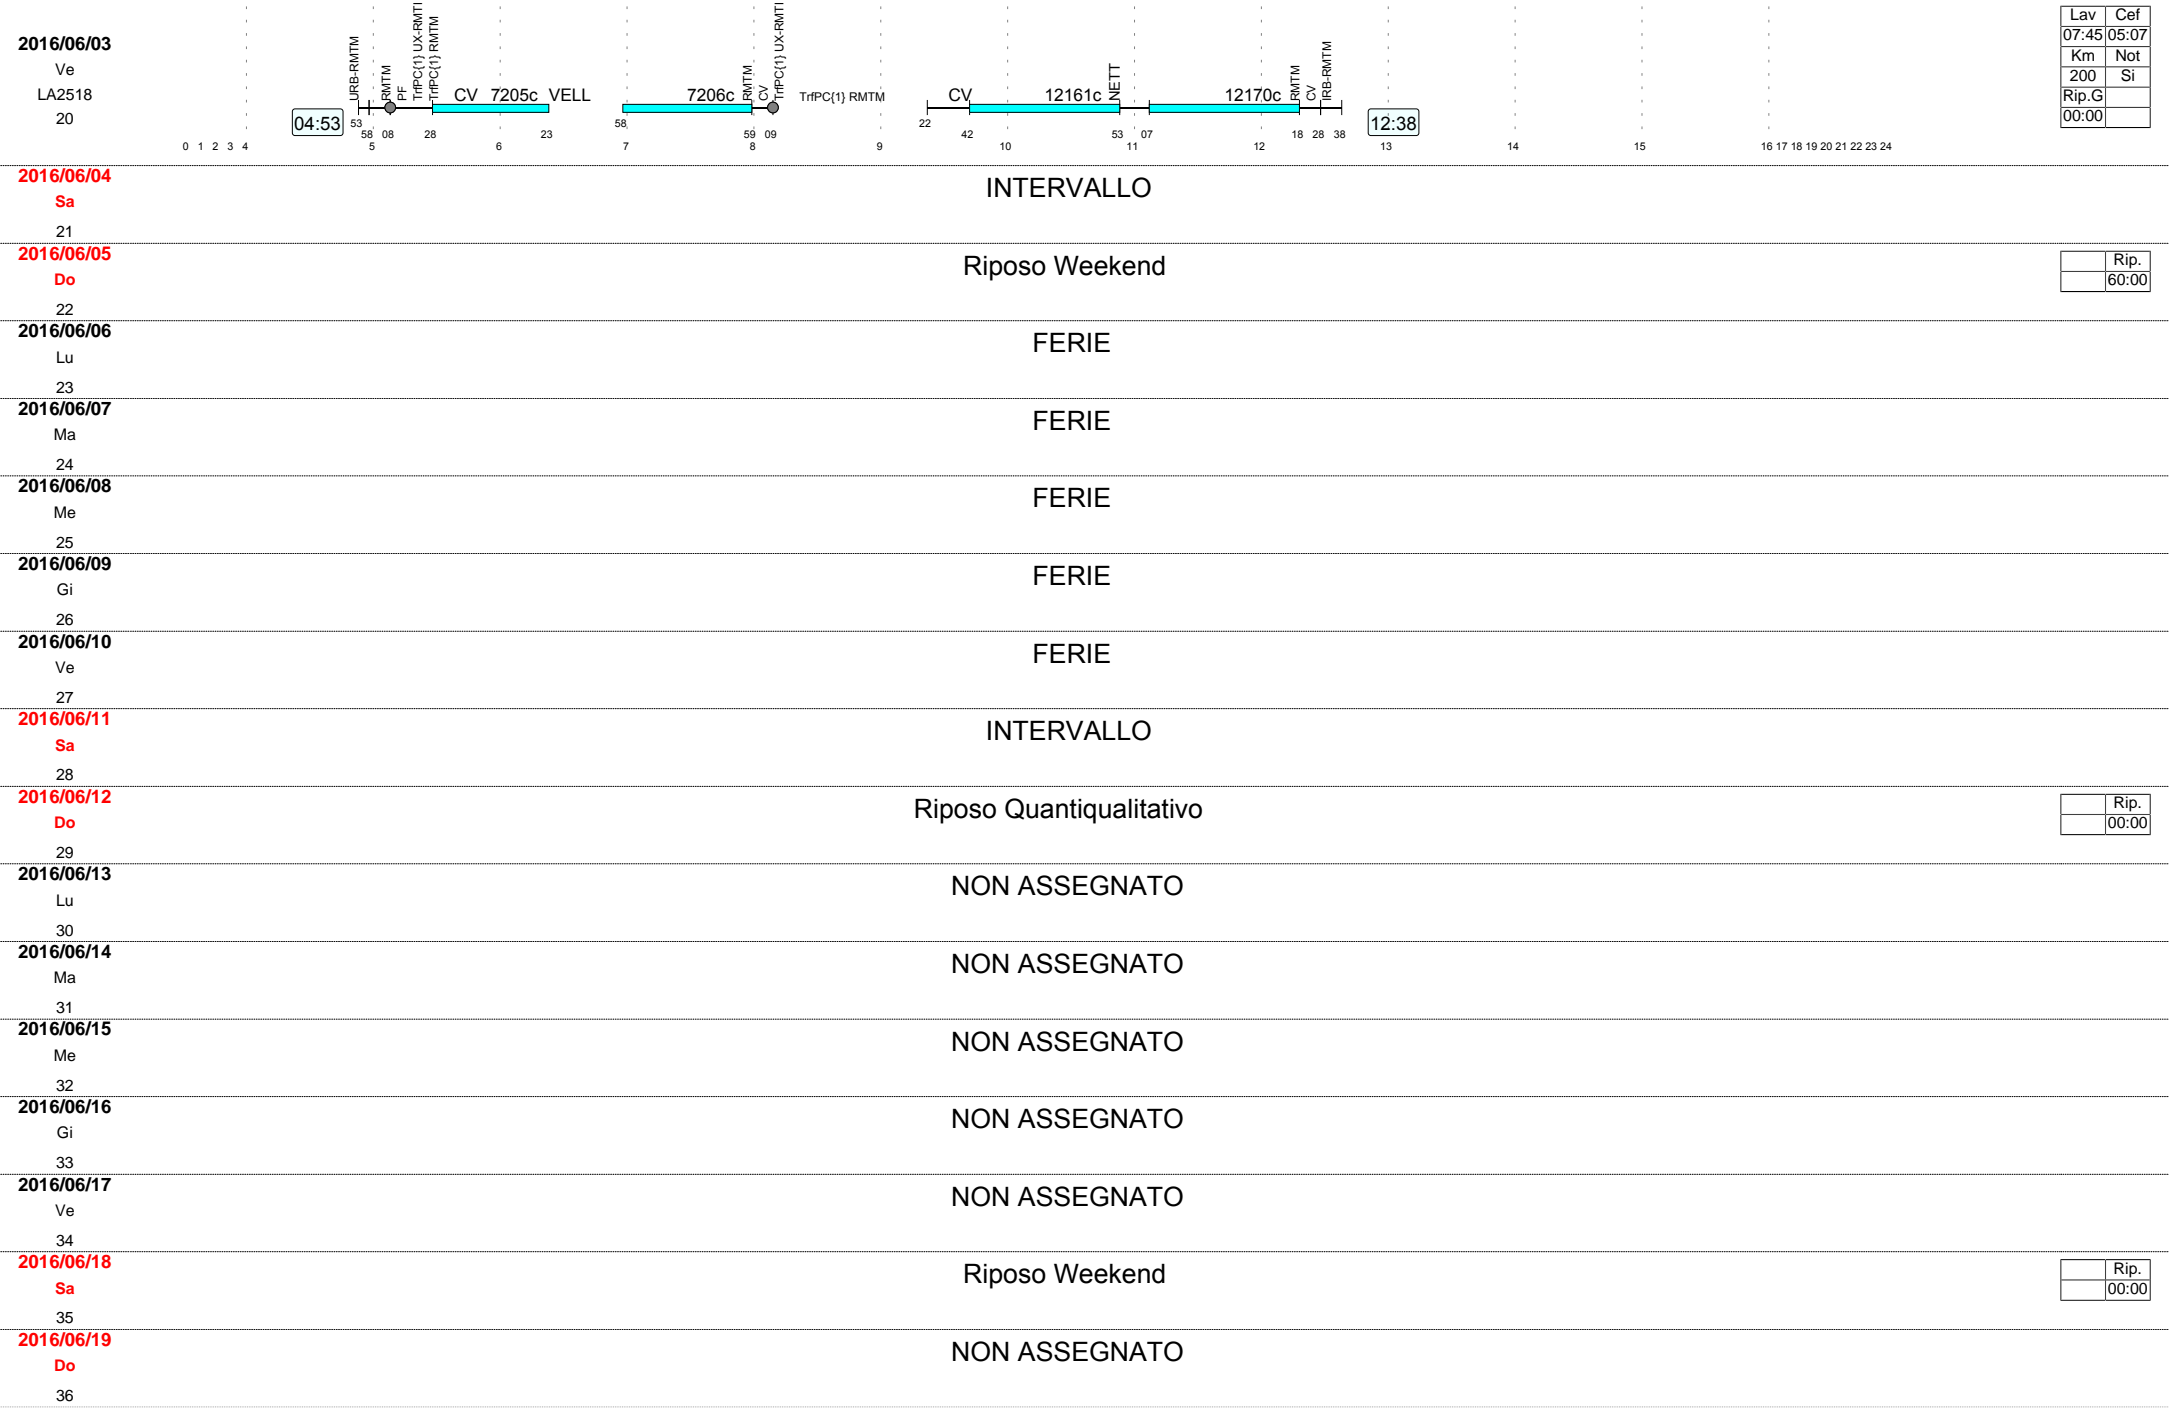 2016/06/03
Ve
LA2518
20
04:53
URB-RMTM
RMTM
PF
TrfPC{1} UX-RMTI
TrfPC{1} RMTM
CV 7205c VELL
7206c
RMTM
CV
TrfPC{1} UX-RMTI
TrfPC{1} RMTM
CV 12161c
NETT
12170c
RMTM
CV
IRB-RMTM
12:38
53 58 08 28 23 58 59 09 22 42 53 07 18 28 38
0 1 2 3 4 5 6 7 8 9 10 11 12 13 14 15 16 17 18 19 20 21 22 23 24
Lav Cef
07:45 05:07
Km Not
200 Si
Rip.G
00:00
2016/06/04
Sa
21
INTERVALLO
2016/06/05
Do
22
Riposo Weekend
Rip.
60:00
2016/06/06
Lu
23
FERIE
2016/06/07
Ma
24
FERIE
2016/06/08
Me
25
FERIE
2016/06/09
Gi
26
FERIE
2016/06/10
Ve
27
FERIE
2016/06/11
Sa
28
INTERVALLO
2016/06/12
Do
29
Riposo Quantiqualitativo
Rip.
00:00
2016/06/13
Lu
30
NON ASSEGNATO
2016/06/14
Ma
31
NON ASSEGNATO
2016/06/15
Me
32
NON ASSEGNATO
2016/06/16
Gi
33
NON ASSEGNATO
2016/06/17
Ve
34
NON ASSEGNATO
2016/06/18
Sa
35
Riposo Weekend
Rip.
00:00
2016/06/19
Do
36
NON ASSEGNATO